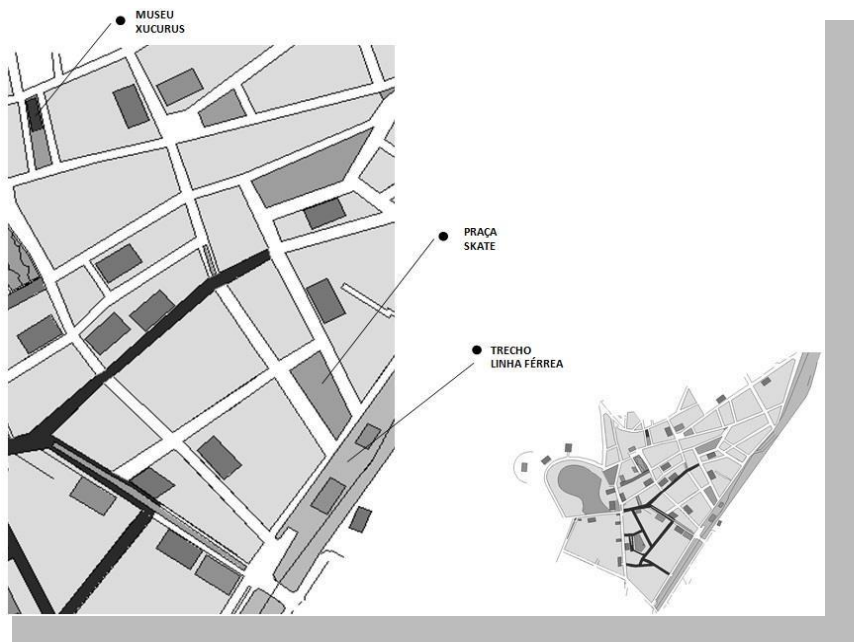 MUSEU
XUCURUS
PRAÇA
SKATE
TRECHO
LINHA FÉRREA